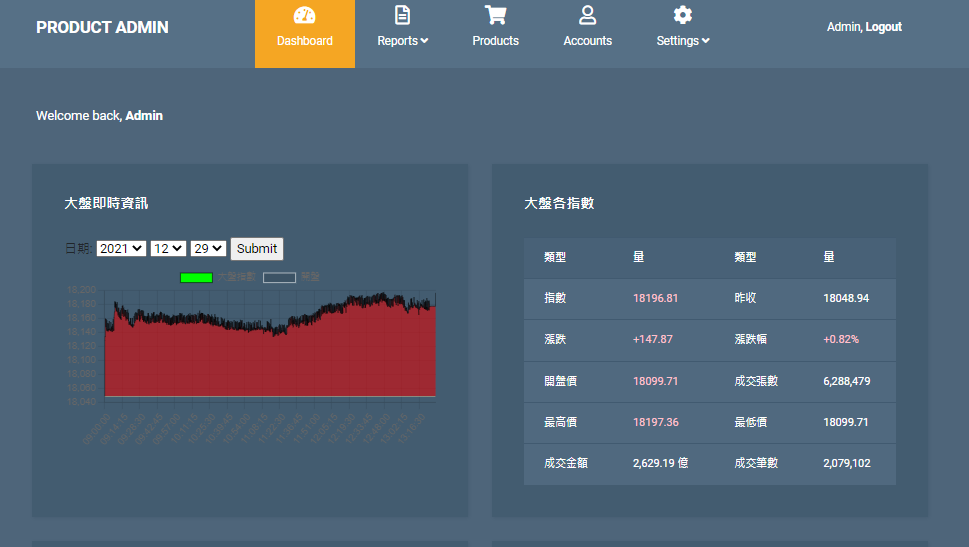 PRODUCT ADMIN
Dashboard
Reports
Products
Accounts
Settings
Admin, Logout
Welcome back, Admin
大盤即時資訊
日期: 2021 12 29 Submit
大盤指數 開盤
18,200
18,180
18,160
18,140
18,120
18,100
18,080
18,060
18,040
09:00:00
大盤各指數
類型 量 類型 量
指數 18196.81 昨收 18048.94
漲跌 +147.87 漲跌幅 +0.82%
開盤價 18099.71 成交張數 6,288,479
最高價 18197.36 最低價 18099.71
成交金額 2,629.19 億 成交筆數 2,079,102